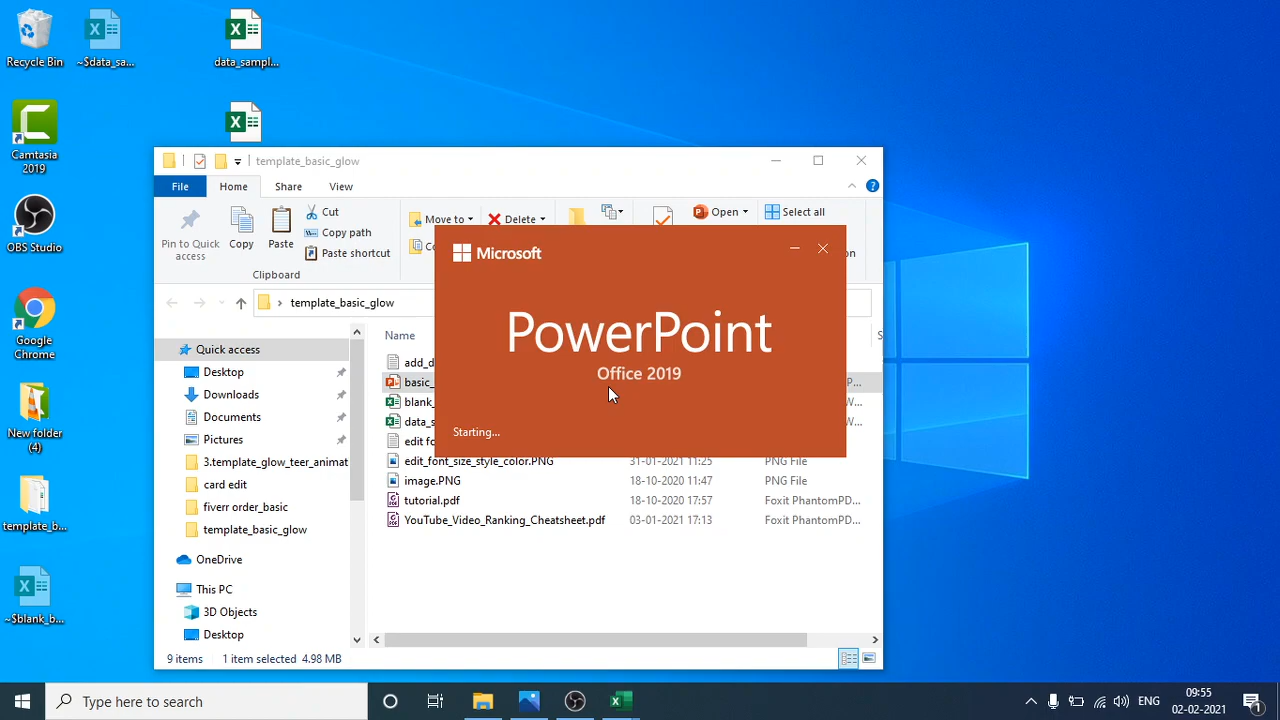 Recycle Bin
~$data_sa...
data_sampl...
Camtasia
2019
OBS Studio
Google
Chrome
New folder
(4)
template_b...
~$blank_b...
template_basic_glow
File
Home
Share
View
Pin to Quick
access
Copy
Paste
Cut
Copy path
Paste shortcut
Clipboard
Move to
Delete
Open
Select all
template_basic_glow
Quick access
Desktop
Downloads
Documents
Pictures
3.template_glow_teer_animat
card edit
fiverr order_basic
template_basic_glow
OneDrive
This PC
3D Objects
Desktop
Name
add_d
basic_
blank_
data_s
edit fo
edit_font_size_style_color.PNG 31-01-2021 11:25 PNG File
image.PNG 18-10-2020 11:47 PNG File
tutorial.pdf 18-10-2020 17:57 Foxit PhantomPD...
YouTube_Video_Ranking_Cheatsheet.pdf 03-01-2021 17:13 Foxit PhantomPD...
Microsoft
PowerPoint
Office 2019
Starting...
9 items 1 item selected 4.98 MB
Type here to search
ENG
09:55
02-02-2021